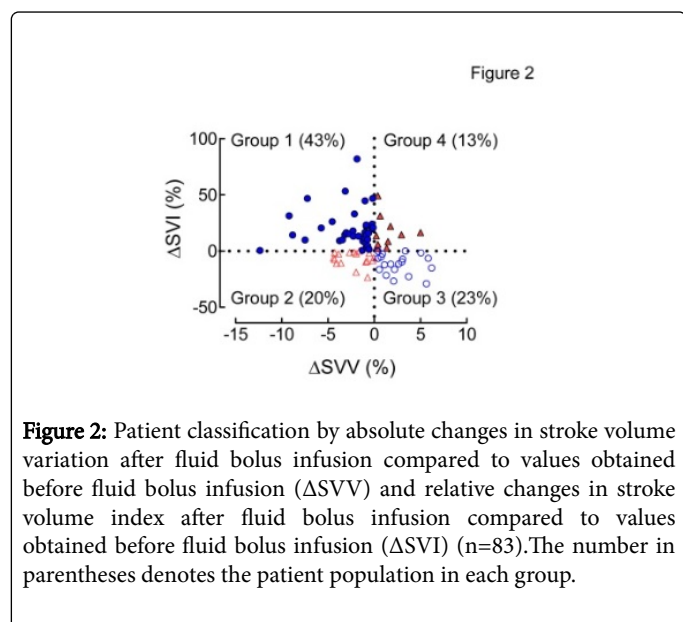 Figure 2
100 Group 1 (43%) Group 4 (13%)
50
ΔSVI (%)
0
-50 Group 2 (20%) Group 3 (23%)
-15 -10 -5 0 5 10
ΔSVV (%)
Figure 2: Patient classification by absolute changes in stroke volume
variation after fluid bolus infusion compared to values obtained
before fluid bolus infusion (ΔSVV) and relative changes in stroke
volume index after fluid bolus infusion compared to values
obtained before fluid bolus infusion (ΔSVI) (n=83).The number in
parentheses denotes the patient population in each group.